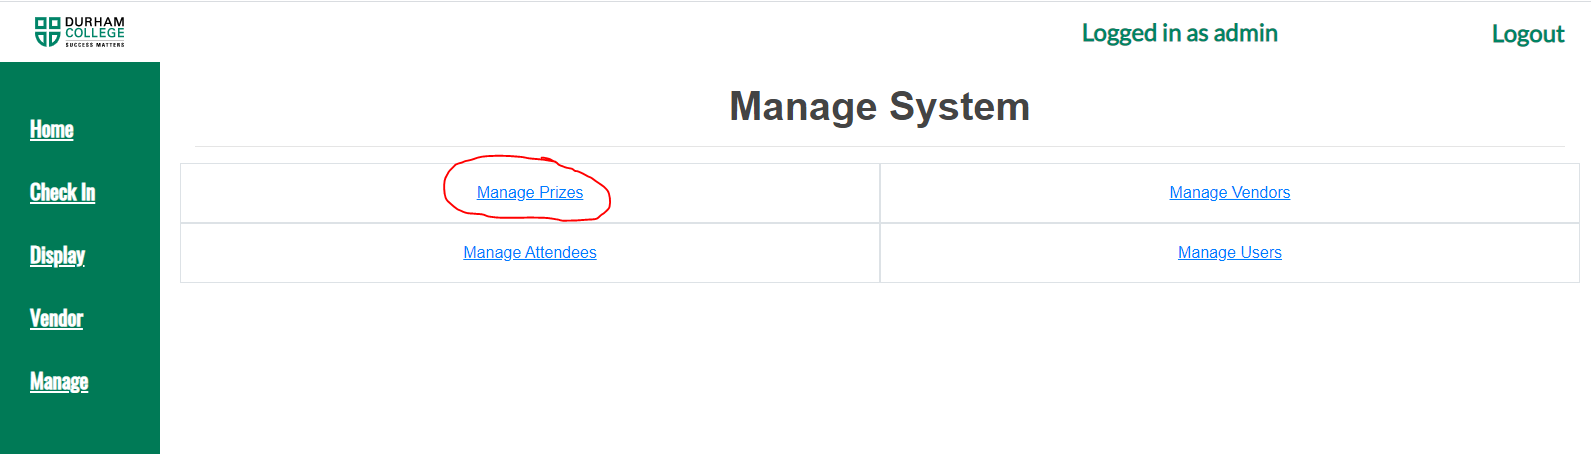 DURHAM
COLLEGE
SUCCESS MATTERS
Logged in as admin
Logout
Home
Check In
Display
Vendor
Manage
Manage System
Manage Prizes
Manage Vendors
Manage Attendees
Manage Users